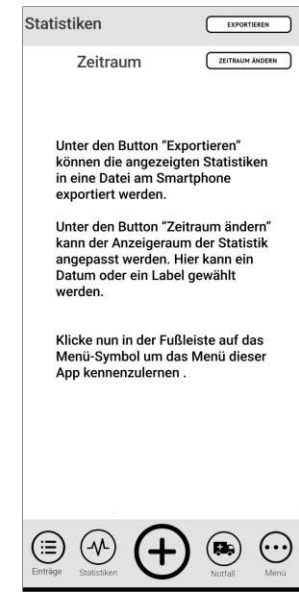 Statistiken
EXPORTIEREN
Zeitraum
ZEITRAUM ÄNDERN
Unter den Button "Exportieren"
können die angezeigten Statistiken
in eine Datei am Smartphone
exportiert werden.
Unter den Button "Zeitraum ändern"
kann der Anzeigeraum der Statistik
angepasst werden. Hier kann ein
Datum oder ein Label gewählt
werden.
Klicke nun in der Fußleiste auf das
Menü-Symbol um das Menü dieser
App kennenzulernen .
Einträge
Statistiken
Notfall
Menü